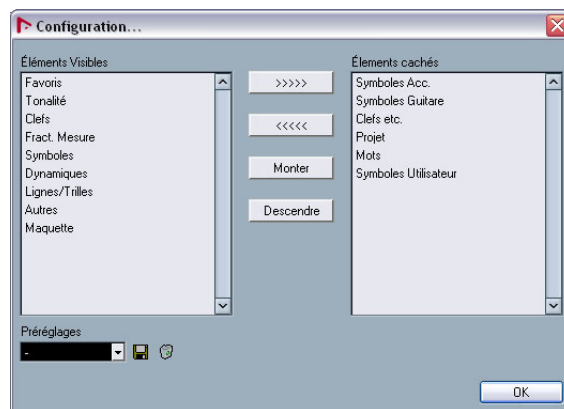 Configuration...
Éléments Visibles
Favoris
Tonalité
Clefs
Fract. Mesure
Symboles
Dynamiques
Lignes/Trilles
Autres
Maquette
>>>>>
<<<<<
Monter
Descendre
Élements cachés
Symboles Acc.
Symboles Guitare
Clefs etc.
Projet
Mots
Symboles Utilisateur
Préréglages
-
OK